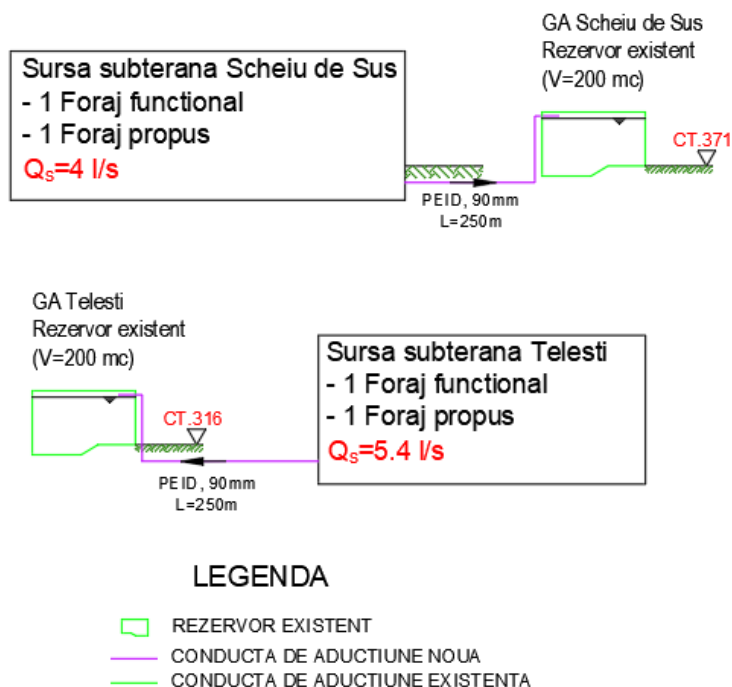 GA Scheiu de Sus
Rezervor existent
(V=200 mc)
Sursa subterana Scheiu de Sus
- 1 Foraj functional
- 1 Foraj propus
Qs=4 l/s
CT.371
PEID, 90mm
L=250m
GA Telesti
Rezervor existent
(V=200 mc)
CT.316
PEID, 90mm
L=250m
Sursa subterana Telesti
- 1 Foraj functional
- 1 Foraj propus
Qs=5.4 l/s
LEGENDA
REZERVOR EXISTENT
CONDUCTA DE ADUCTIUNE NOUA
CONDUCTA DE ADUCTIUNE EXISTENTA